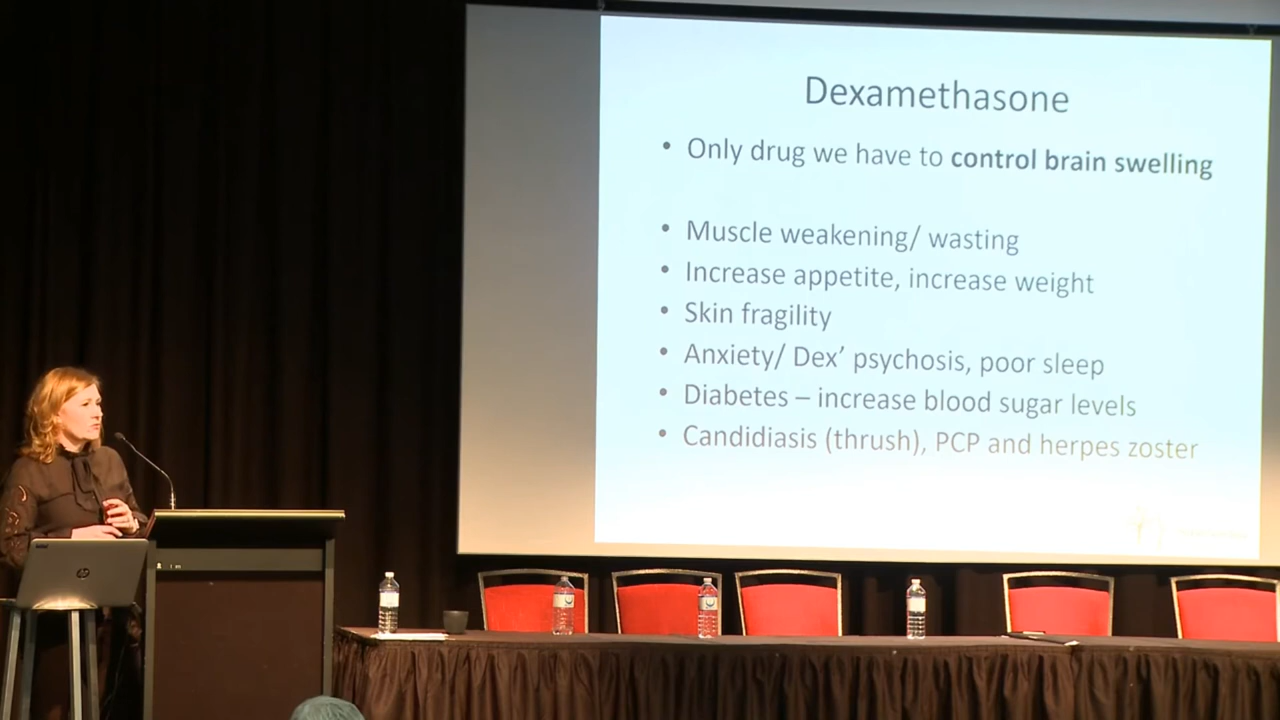 Dexamethasone
• Only drug we have to control brain swelling
• Muscle weakening/ wasting
• Increase appetite, increase weight
• Skin fragility
• Anxiety/ Dex’ psychosis, poor sleep
• Diabetes – increase blood sugar levels
• Candidiasis (thrush), PCP and herpes zoster